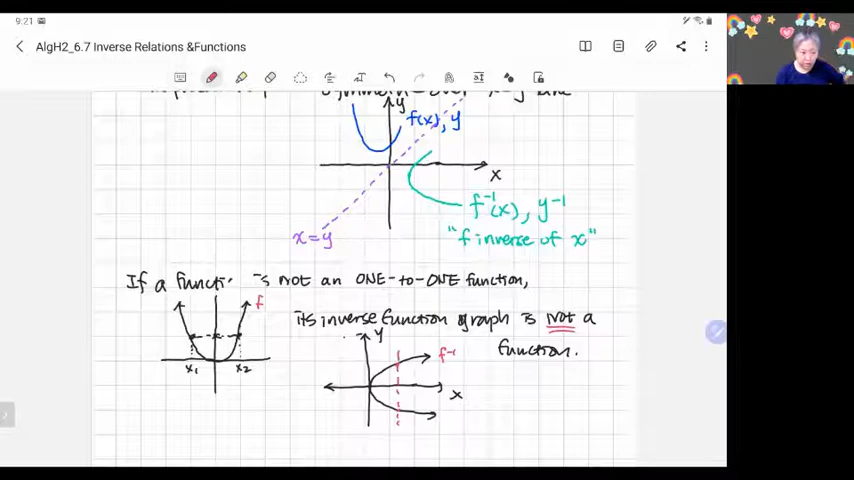 9:21
AlgH2_6.7 Inverse Relations &Functions
y
f(x), y
x
f⁻¹(x), y⁻¹
x=y
"f inverse of x"
If a functi is not an ONE-to-ONE function,
f
its inverse function graph is not a
y
function.
f⁻¹
x₁ x₂
x